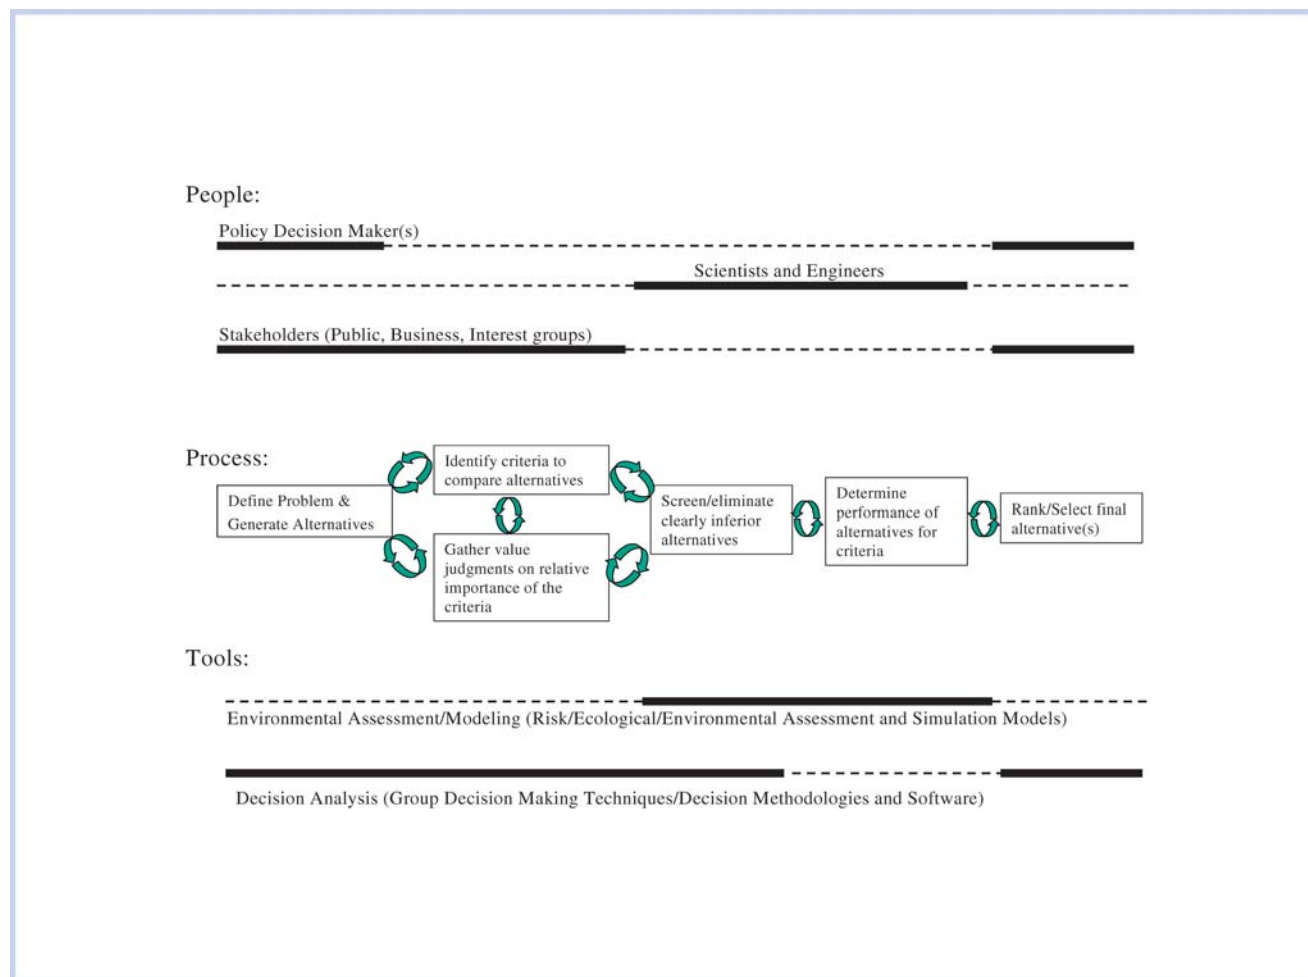 People:
Policy Decision Maker(s)
Scientists and Engineers
Stakeholders (Public, Business, Interest groups)
Process:
Define Problem &
Generate Alternatives
Identify criteria to
compare alternatives
Gather value
judgments on relative
importance of the
criteria
Screen/eliminate
clearly inferior
alternatives
Determine
performance of
alternatives for
criteria
Rank/Select final
alternative(s)
Tools:
Environmental Assessment/Modeling (Risk/Ecological/Environmental Assessment and Simulation Models)
Decision Analysis (Group Decision Making Techniques/Decision Methodologies and Software)